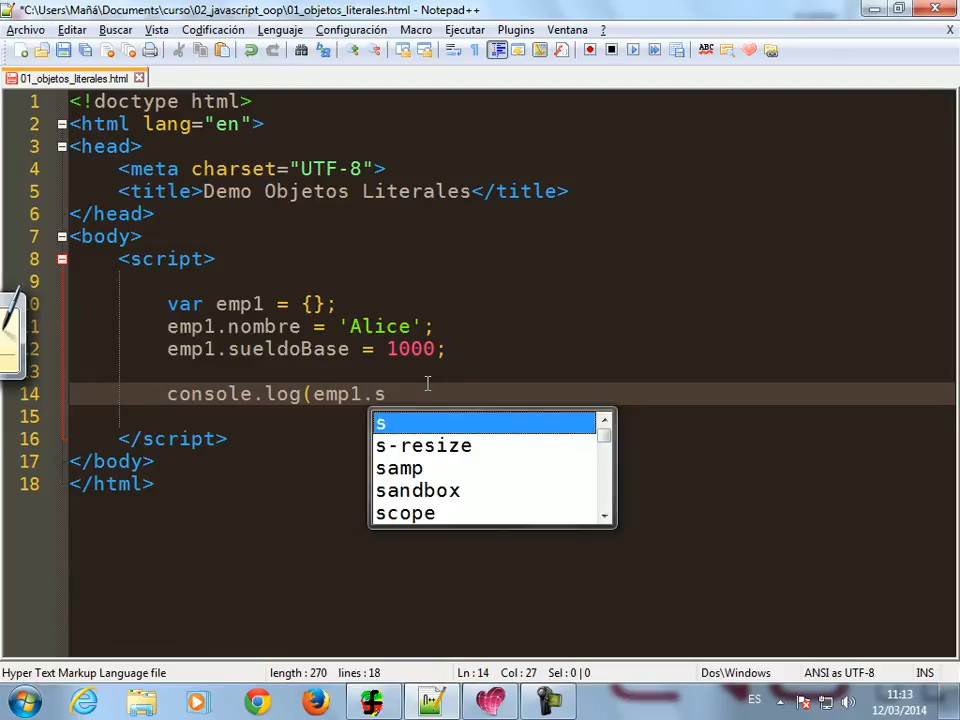 *C:\Users\Mañá\Documents\curso\02_javascript_oop\01_objetos_literales.html - Notepad++
Archivo Editar Buscar Vista Codificación Lenguaje Configuración Macro Ejecutar Plugins Ventana ? X
01_objetos_literales.html
1 <!doctype html>
2 <html lang="en">
3 <head>
4 <meta charset="UTF-8">
5 <title>Demo Objetos Literales</title>
6 </head>
7 <body>
8 <script>
9
10 var emp1 = {};
11 emp1.nombre = 'Alice';
12 emp1.sueldoBase = 1000;
13
14 console.log(emp1.s
15
16 </script>
17 </body>
18 </html>
s
s-resize
samp
sandbox
scope
Hyper Text Markup Language file length : 270 lines : 18 Ln : 14 Col : 27 Sel : 0 | 0 Dos\Windows ANSI as UTF-8 INS
ES 11:13
12/03/2014